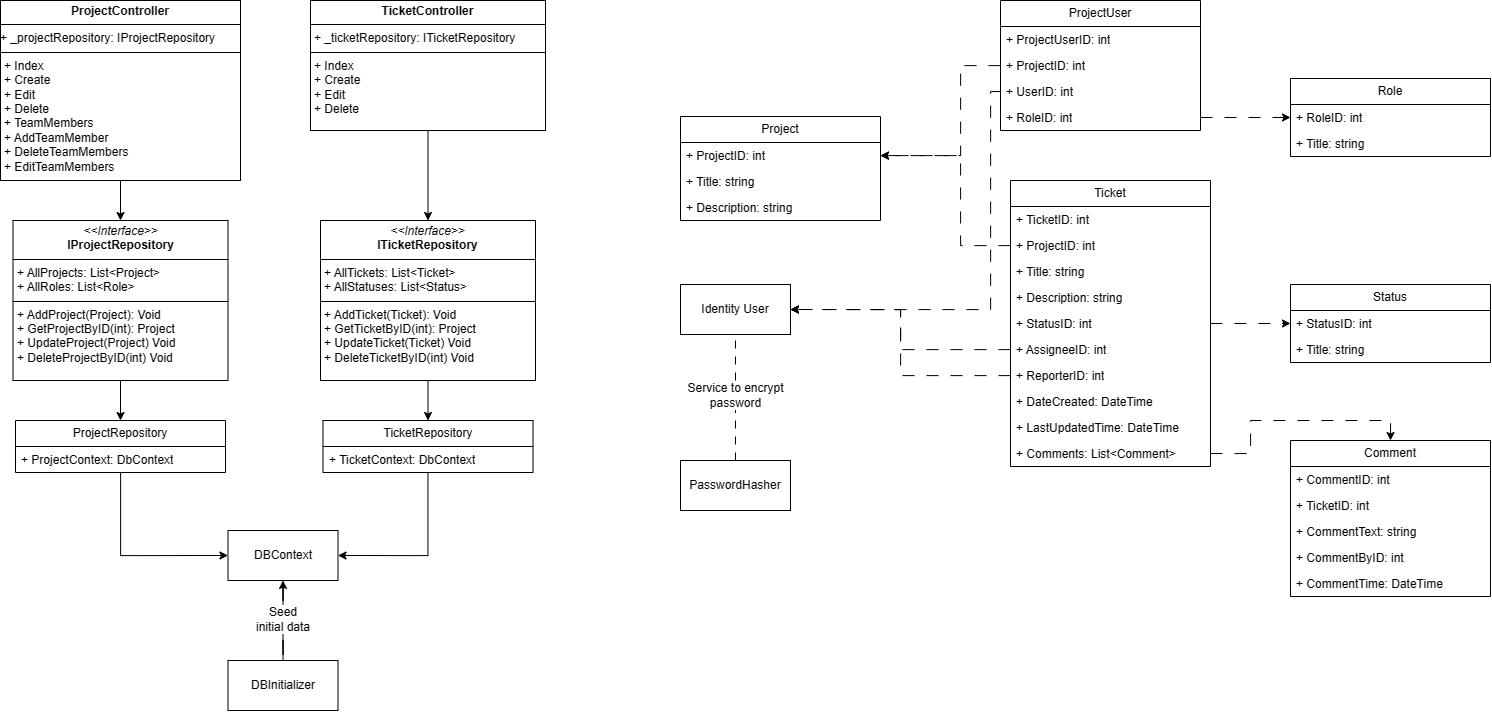 ProjectController
+ _projectRepository: IProjectRepository
+ Index
+ Create
+ Edit
+ Delete
+ TeamMembers
+ AddTeamMember
+ DeleteTeamMembers
+ EditTeamMembers
TicketController
+ _ticketRepository: ITicketRepository
+ Index
+ Create
+ Edit
+ Delete
<<Interface>>
IProjectRepository
+ AllProjects: List<Project>
+ AllRoles: List<Role>
+ AddProject(Project): Void
+ GetProjectByID(int): Project
+ UpdateProject(Project) Void
+ DeleteProjectByID(int) Void
<<Interface>>
ITicketRepository
+ AllTickets: List<Ticket>
+ AllStatuses: List<Status>
+ AddTicket(Ticket): Void
+ GetTicketByID(int): Project
+ UpdateTicket(Ticket) Void
+ DeleteTicketByID(int) Void
ProjectRepository
+ ProjectContext: DbContext
TicketRepository
+ TicketContext: DbContext
DBContext
Seed
initial data
DBInitializer
Project
+ ProjectID: int
+ Title: string
+ Description: string
Identity User
Service to encrypt
password
PasswordHasher
ProjectUser
+ ProjectUserID: int
+ ProjectID: int
+ UserID: int
+ RoleID: int
Ticket
+ TicketID: int
+ ProjectID: int
+ Title: string
+ Description: string
+ StatusID: int
+ AssigneeID: int
+ ReporterID: int
+ DateCreated: DateTime
+ LastUpdatedTime: DateTime
+ Comments: List<Comment>
Role
+ RoleID: int
+ Title: string
Status
+ StatusID: int
+ Title: string
Comment
+ CommentID: int
+ TicketID: int
+ CommentText: string
+ CommentByID: int
+ CommentTime: DateTime